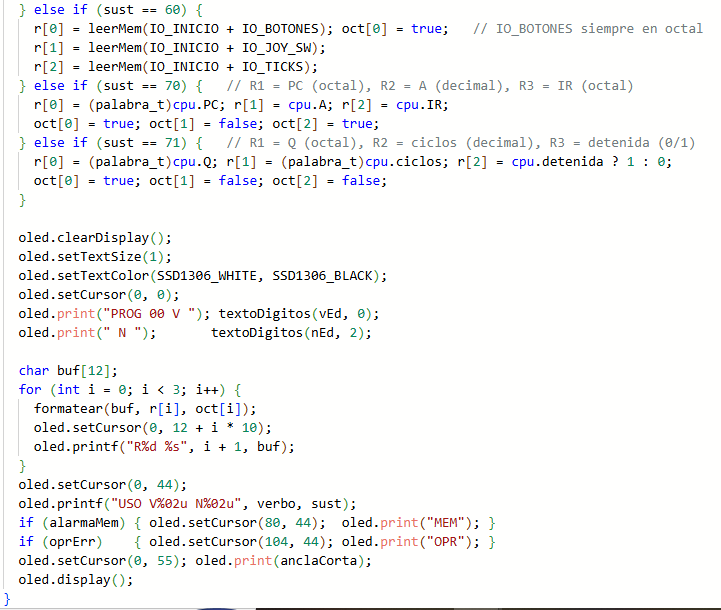 } else if (sust == 60) {
r[0] = leerMem(IO_INICIO + IO_BOTONES); oct[0] = true;   // IO_BOTONES siempre en octal
r[1] = leerMem(IO_INICIO + IO_JOY_SW);
r[2] = leerMem(IO_INICIO + IO_TICKS);
} else if (sust == 70) {   // R1 = PC (octal), R2 = A (decimal), R3 = IR (octal)
r[0] = (palabra_t)cpu.PC; r[1] = cpu.A; r[2] = cpu.IR;
oct[0] = true; oct[1] = false; oct[2] = true;
} else if (sust == 71) {   // R1 = Q (octal), R2 = ciclos (decimal), R3 = detenida (0/1)
r[0] = (palabra_t)cpu.Q; r[1] = (palabra_t)cpu.ciclos; r[2] = cpu.detenida ? 1 : 0;
oct[0] = true; oct[1] = false; oct[2] = false;
}
oled.clearDisplay();
oled.setTextSize(1);
oled.setTextColor(SSD1306_WHITE, SSD1306_BLACK);
oled.setCursor(0, 0);
oled.print("PROG 00 V "); textoDigitos(vEd, 0);
oled.print(" N ");       textoDigitos(nEd, 2);
char buf[12];
for (int i = 0; i < 3; i++) {
formatear(buf, r[i], oct[i]);
oled.setCursor(0, 12 + i * 10);
oled.printf("R%d %s", i + 1, buf);
}
oled.setCursor(0, 44);
oled.printf("USO V%02u N%02u", verbo, sust);
if (alarmaMem) { oled.setCursor(80, 44);  oled.print("MEM"); }
if (oprErr)    { oled.setCursor(104, 44); oled.print("OPR"); }
oled.setCursor(0, 55); oled.print(anclaCorta);
oled.display();
}